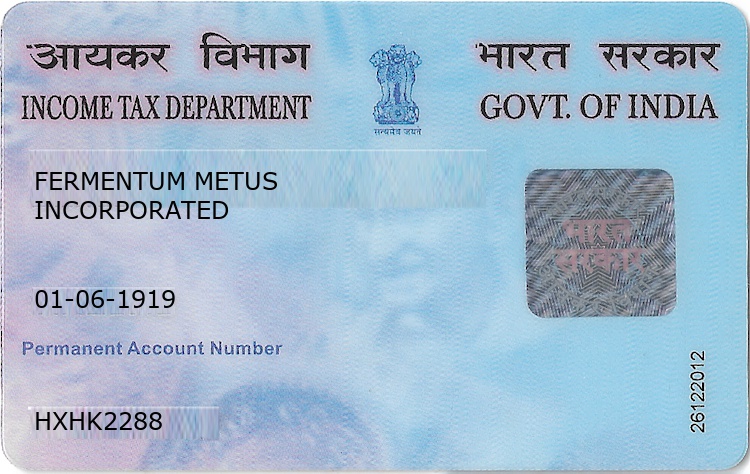 आयकर विभाग
भारत सरकार
INCOME TAX DEPARTMENT
GOVT. OF INDIA
सत्यमेव जयते
FERMENTUM METUS
INCORPORATED
भारत
सरकार
01-06-1919
Permanent Account Number
26122012
HXHK2288